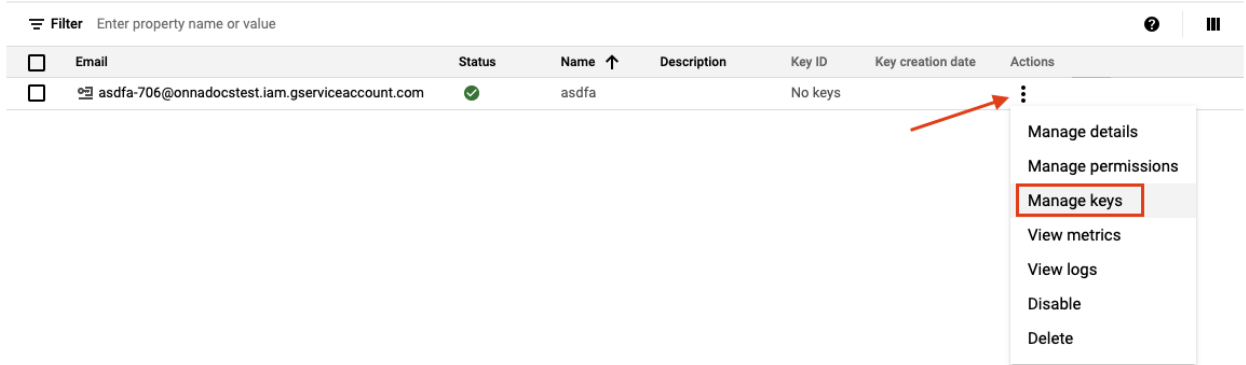 Filter Enter property name or value
Email Status Name Description Key ID Key creation date Actions
asdfa-706@onnadocstest.iam.gserviceaccount.com asdfa No keys
Manage details
Manage permissions
Manage keys
View metrics
View logs
Disable
Delete